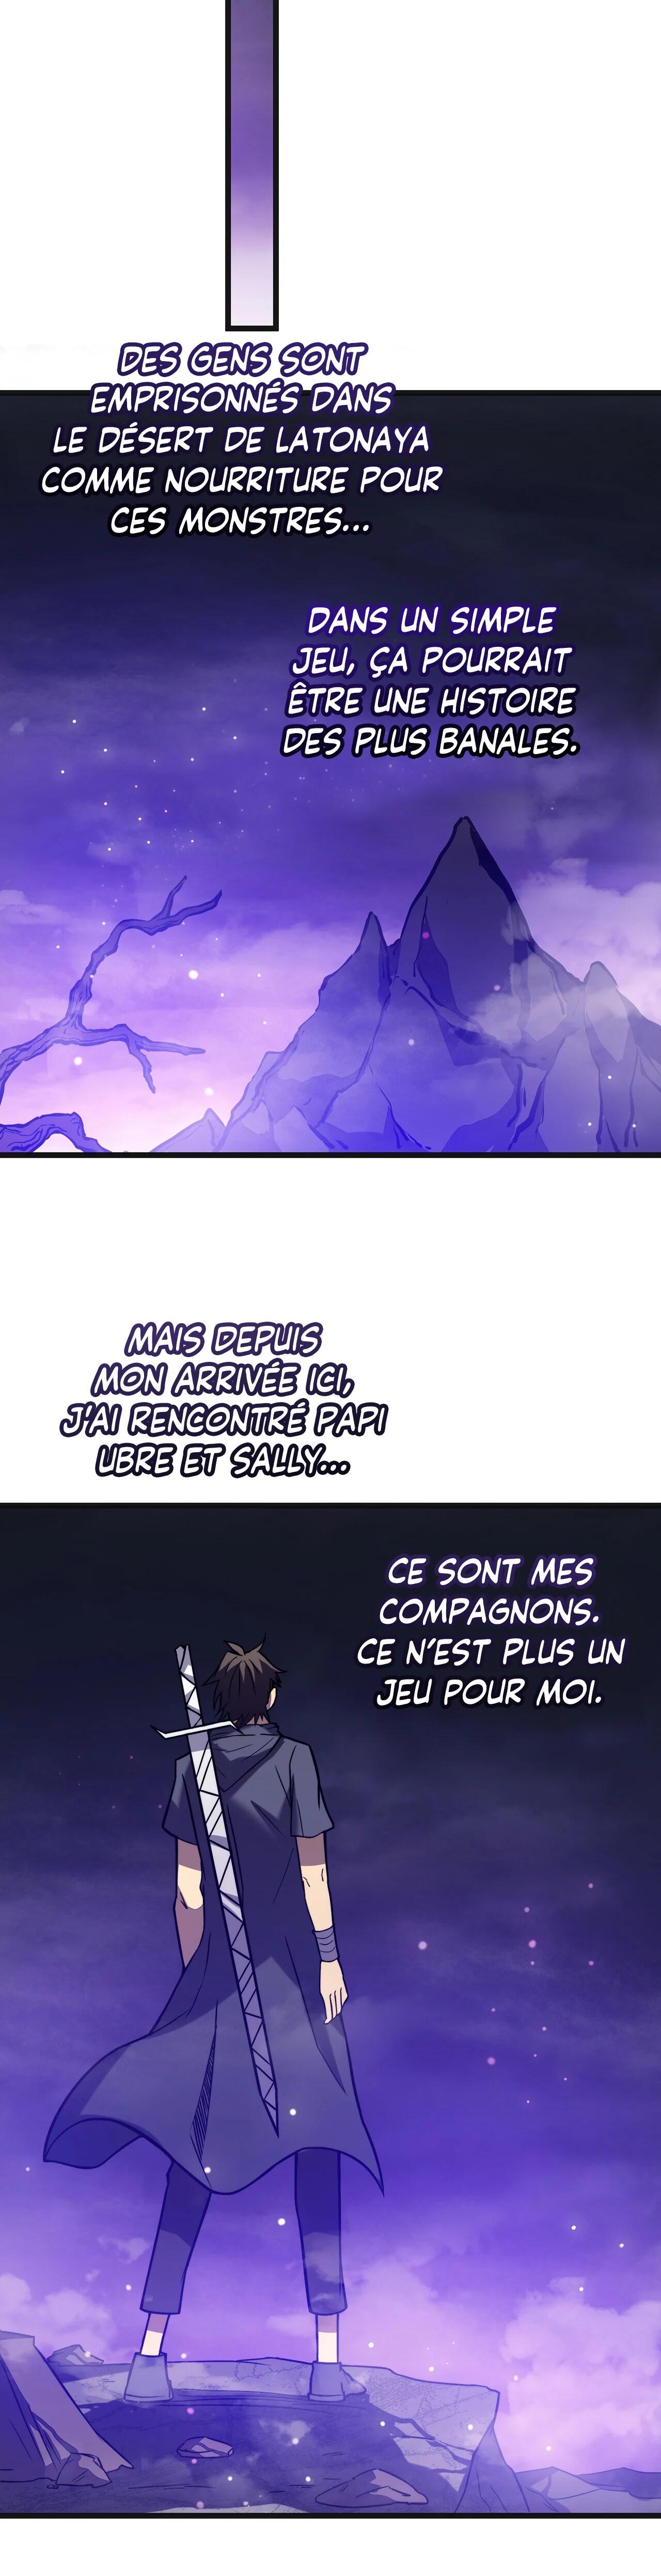 DES GENS SONT
EMPRISONNÉS DANS
LE DÉSERT DE LATONAYA
COMME NOURRITURE POUR
CES MONSTRES...
DANS UN SIMPLE
JEU, ÇA POURRAIT
ÊTRE UNE HISTOIRE
DES PLUS BANALES.
MAIS DEPUIS
MON ARRIVÉE ICI,
J'AI RENCONTRÉ PAPI
UBRE ET SALLY...
CE SONT MES
COMPAGNONS.
CE N'EST PLUS UN
JEU POUR MOI.